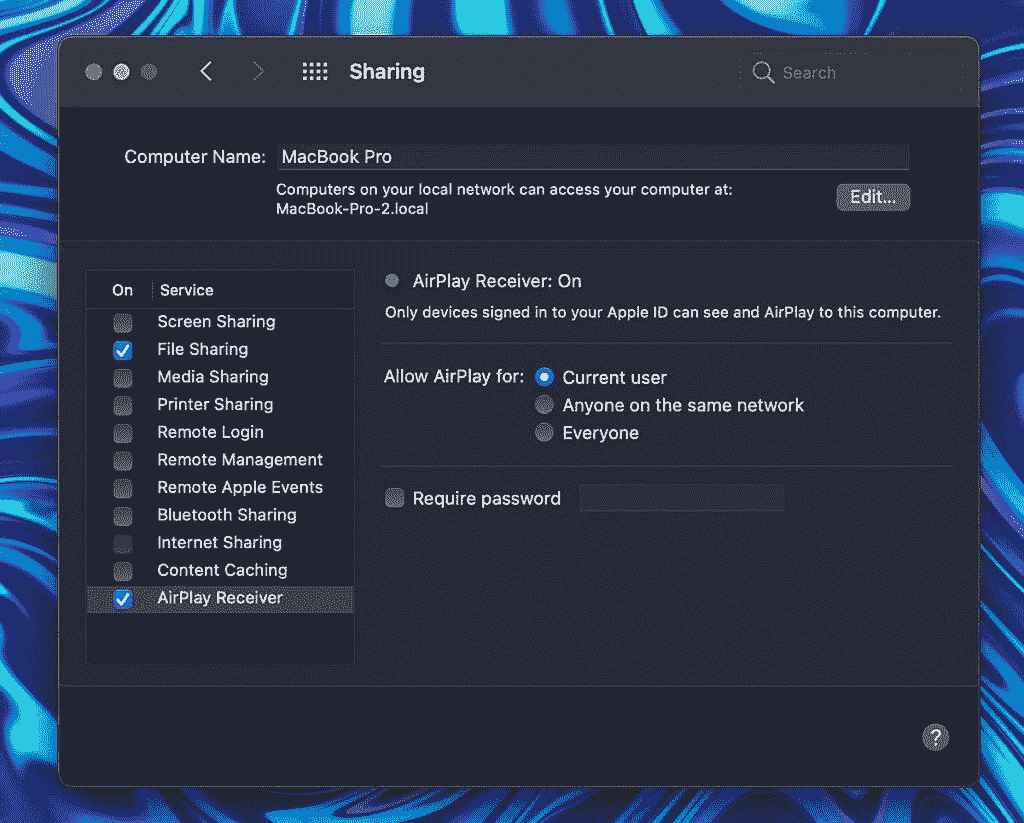 Sharing
Search
Computer Name: MacBook Pro
Computers on your local network can access your computer at:
MacBook-Pro-2.local
Edit...
On Service
Screen Sharing
File Sharing
Media Sharing
Printer Sharing
Remote Login
Remote Management
Remote Apple Events
Bluetooth Sharing
Internet Sharing
Content Caching
AirPlay Receiver
AirPlay Receiver: On
Only devices signed in to your Apple ID can see and AirPlay to this computer.
Allow AirPlay for: Current user
Anyone on the same network
Everyone
Require password
?